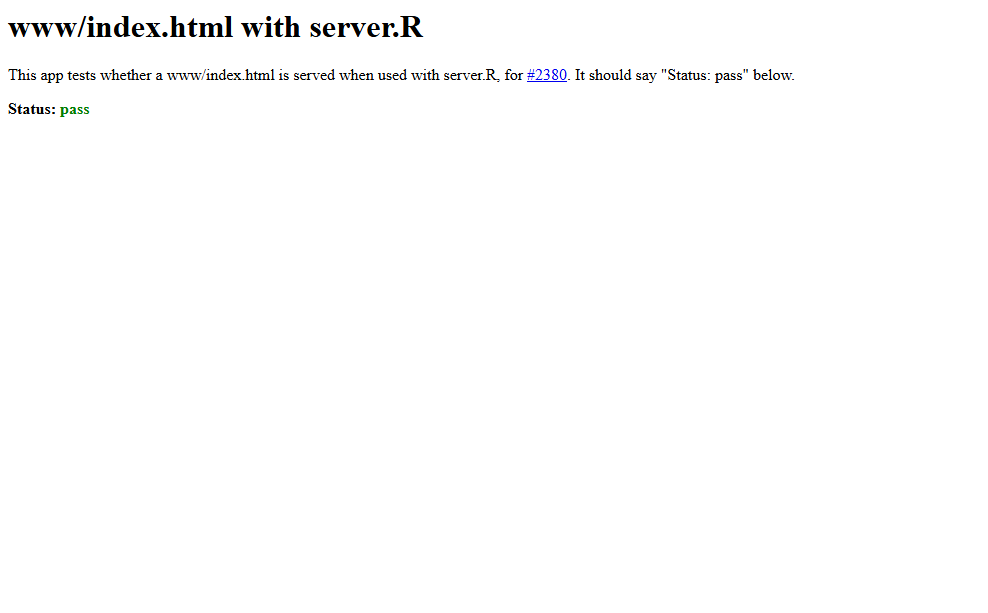 www/index.html with server.R
This app tests whether a www/index.html is served when used with server.R, for #2380. It should say "Status: pass" below.
Status: pass